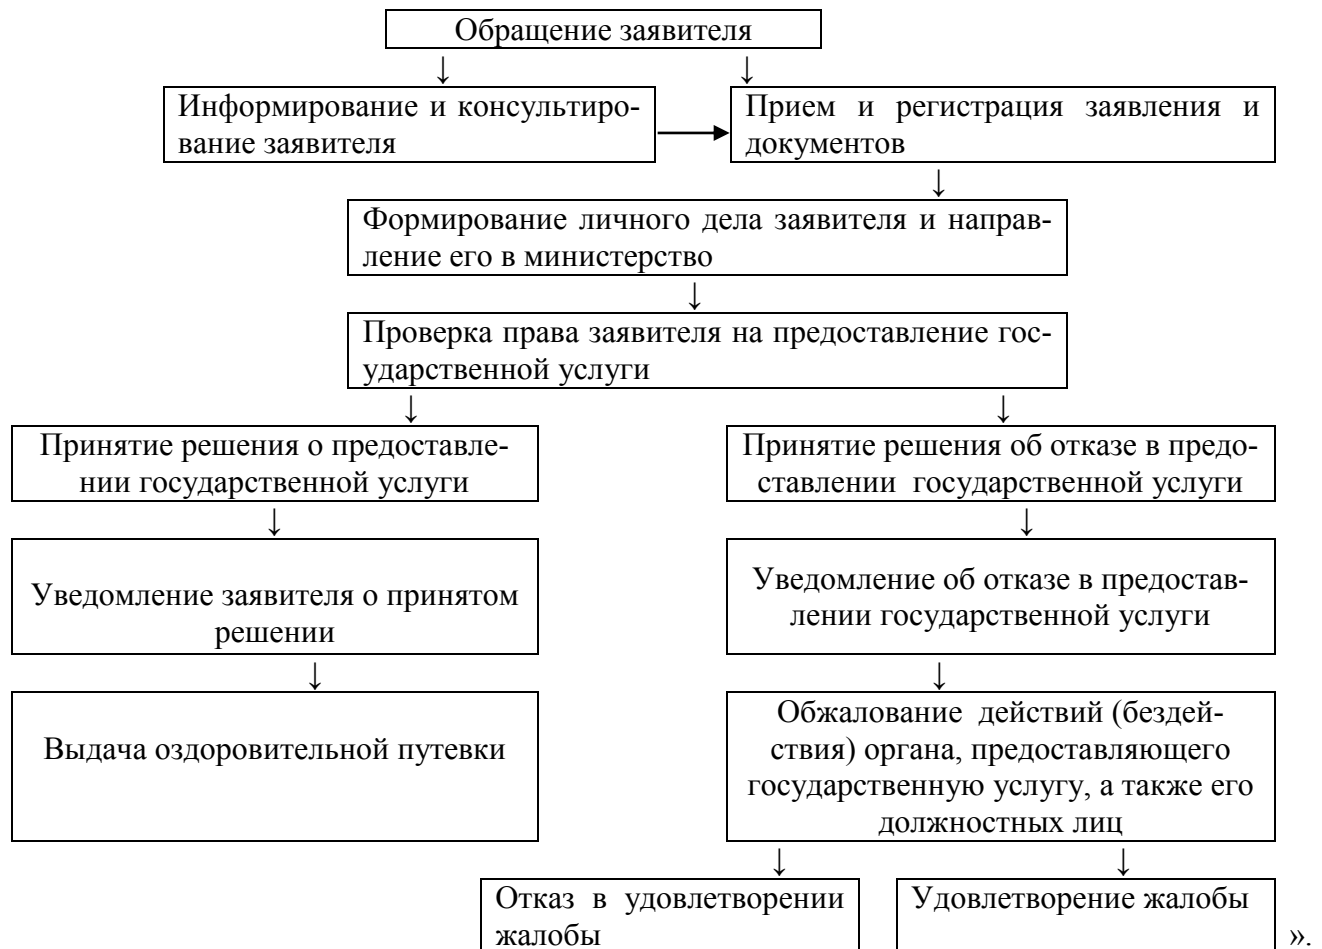 Обращение заявителя
↓ ↓
Информирование и консультиро-
вание заявителя
Прием и регистрация заявления и
документов
↓
Формирование личного дела заявителя и направ-
ление его в министерство
↓
Проверка права заявителя на предоставление гос-
ударственной услуги
↓ ↓
Принятие решения о предоставле-
нии государственной услуги
Принятие решения об отказе в предо-
ставлении государственной услуги
↓ ↓
Уведомление заявителя о принятом
решении
Уведомление об отказе в предостав-
лении государственной услуги
↓ ↓
Выдача оздоровительной путевки
Обжалование действий (бездей-
ствия) органа, предоставляющего
государственную услугу, а также его
должностных лиц
↓ ↓
Отказ в удовлетворении
жалобы
Удовлетворение жалобы
».